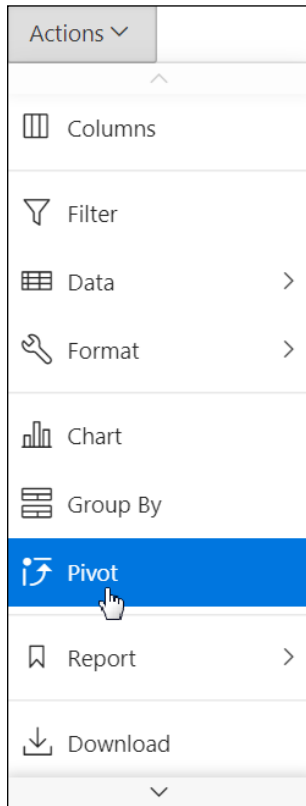 Actions
Columns
Filter
Data
Format
Chart
Group By
Pivot
Report
Download